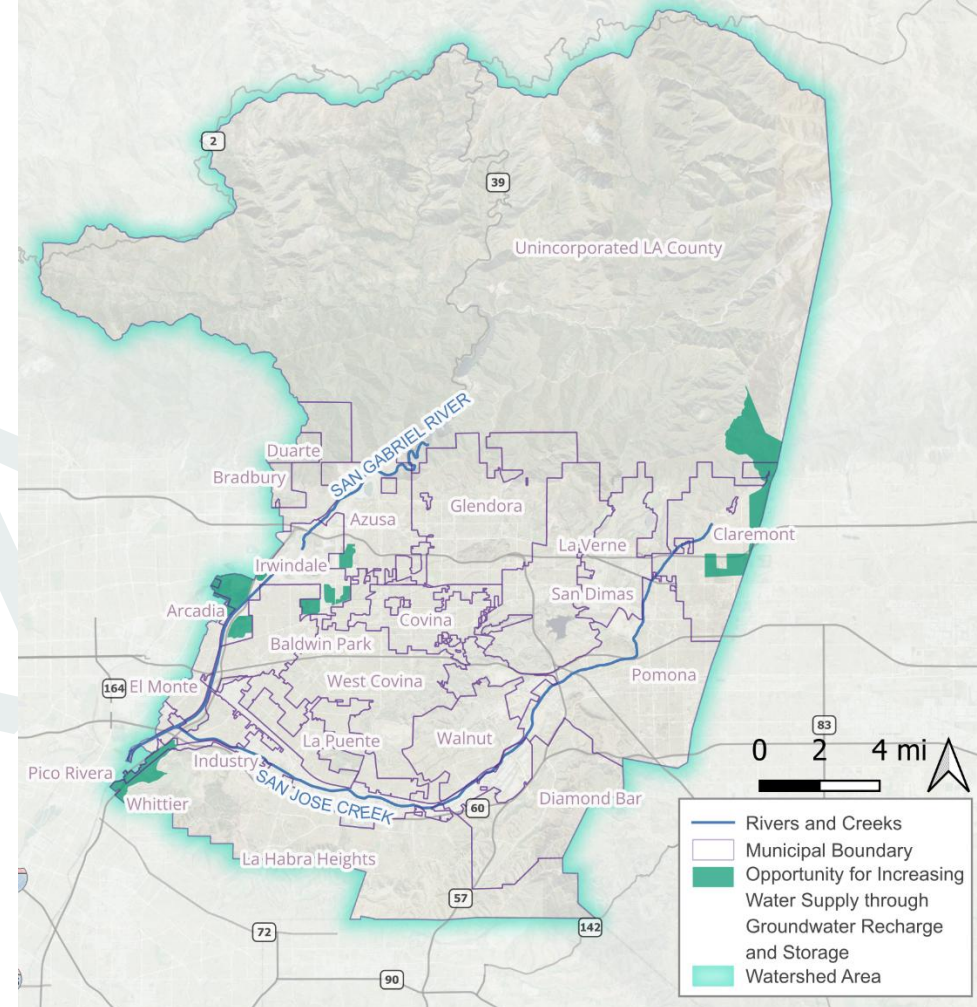 2
39
Unincorporated LA County
SAN GABRIEL RIVER
Duarte
Bradbury
Glendora
Azusa
Claremont
La Verne
Irwindale
San Dimas
Arcadia
Covina
Baldwin Park
Pomona
West Covina
164
El Monte
83
Walnut
La Puente
0 2 4 mi
Industry
Pico Rivera
SAN JOSE CREEK
Diamond Bar
Whittier
60
La Habra Heights
57
142
72
90
Rivers and Creeks
Municipal Boundary
Opportunity for Increasing
Water Supply through
Groundwater Recharge
and Storage
Watershed Area